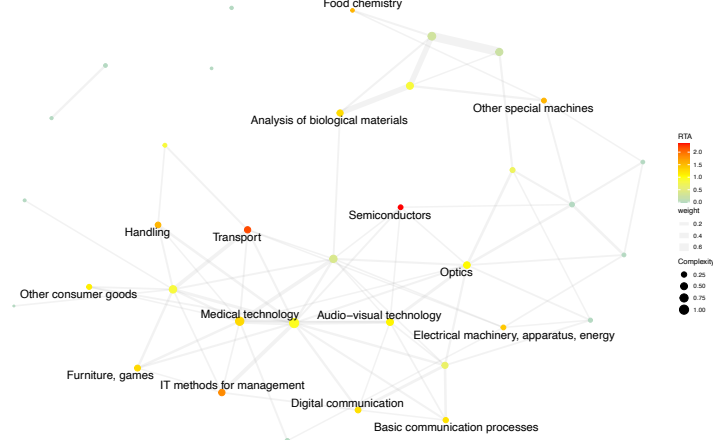 Food chemistry
Other special machines
Analysis of biological materials
RTA
2.0
1.5
1.0
0.5
0.0
weight
0.2
0.4
0.6
Complexity
0.25
0.50
0.75
1.00
Semiconductors
Handling
Transport
Optics
Other consumer goods
Medical technology
Audio−visual technology
Electrical machinery, apparatus, energy
Furniture, games
IT methods for management
Digital communication
Basic communication processes